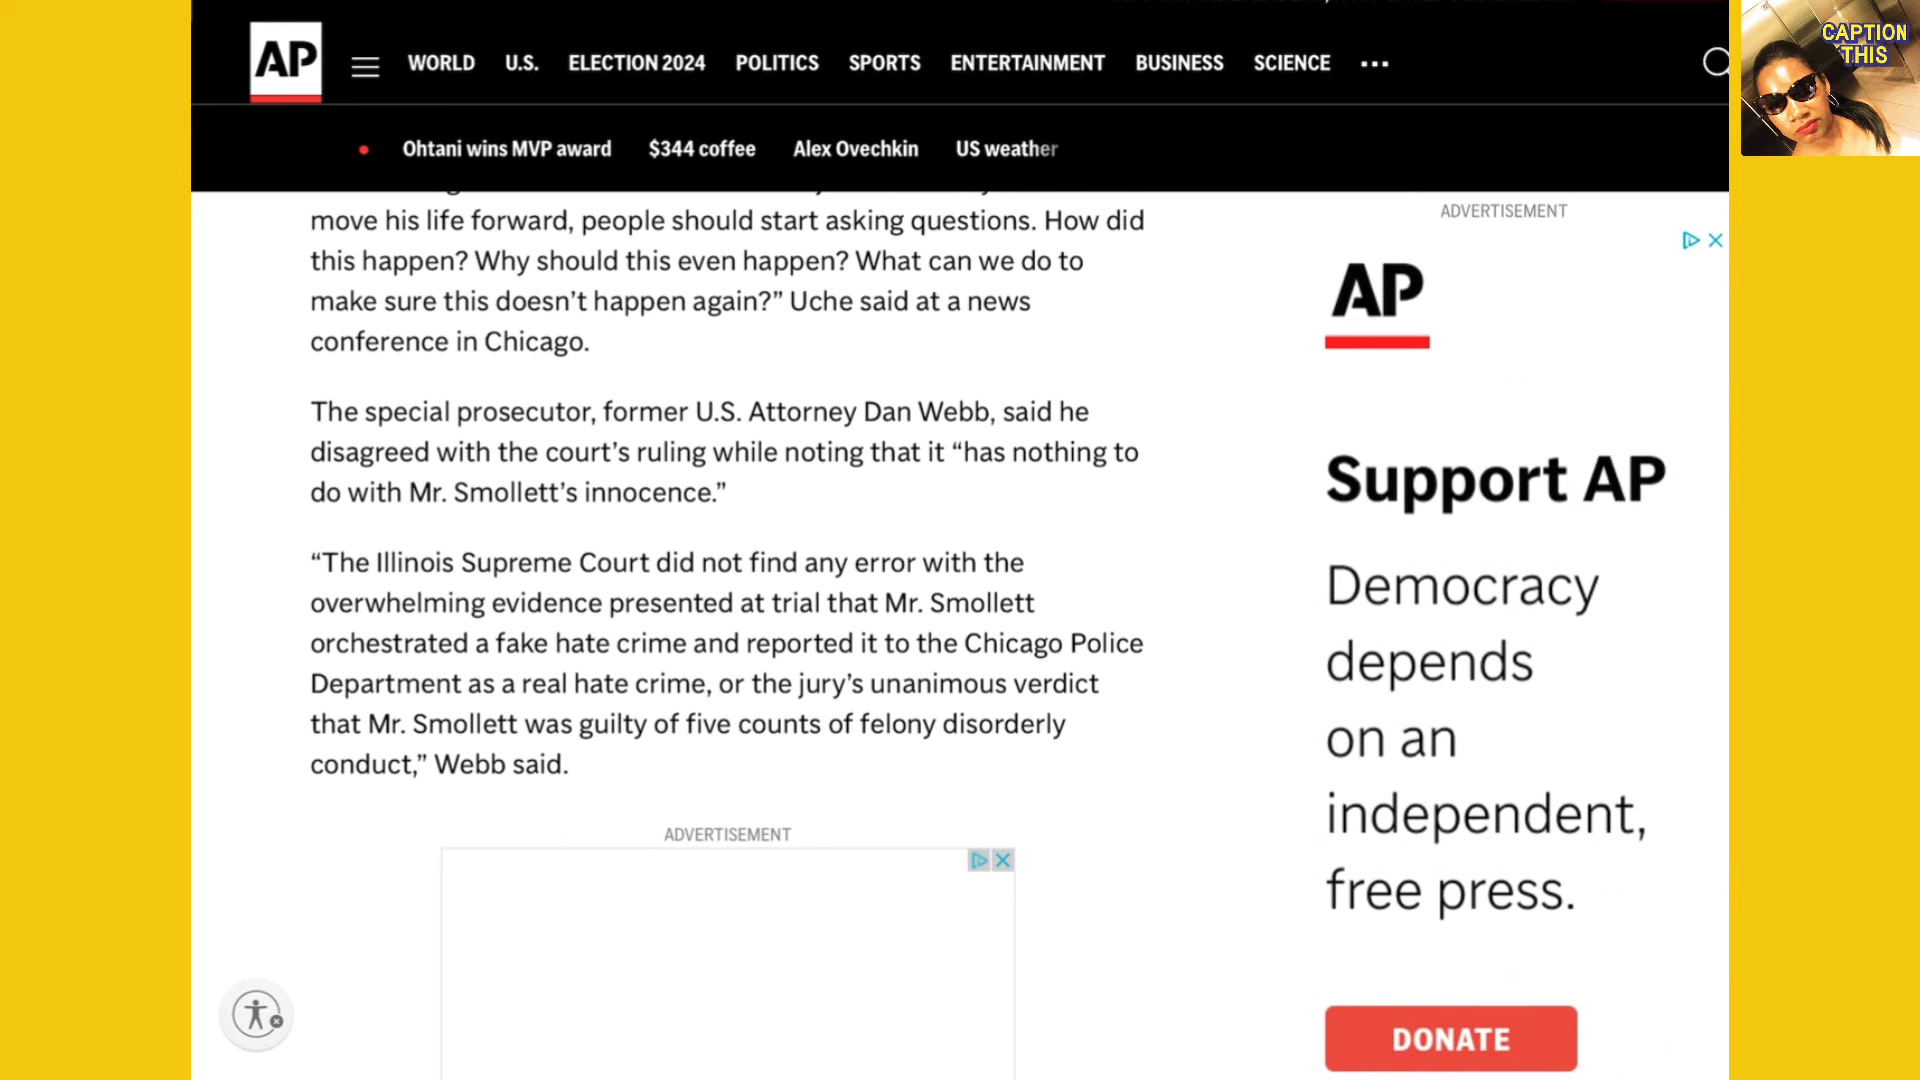 AP
WORLD U.S. ELECTION 2024 POLITICS SPORTS ENTERTAINMENT BUSINESS SCIENCE
CAPTION
THIS
Ohtani wins MVP award $344 coffee Alex Ovechkin US weather
move his life forward, people should start asking questions. How did
this happen? Why should this even happen? What can we do to
make sure this doesn’t happen again?” Uche said at a news
conference in Chicago.
The special prosecutor, former U.S. Attorney Dan Webb, said he
disagreed with the court’s ruling while noting that it “has nothing to
do with Mr. Smollett’s innocence.”
“The Illinois Supreme Court did not find any error with the
overwhelming evidence presented at trial that Mr. Smollett
orchestrated a fake hate crime and reported it to the Chicago Police
Department as a real hate crime, or the jury’s unanimous verdict
that Mr. Smollett was guilty of five counts of felony disorderly
conduct,” Webb said.
ADVERTISEMENT
ADVERTISEMENT
AP
Support AP
Democracy
depends
on an
independent,
free press.
DONATE